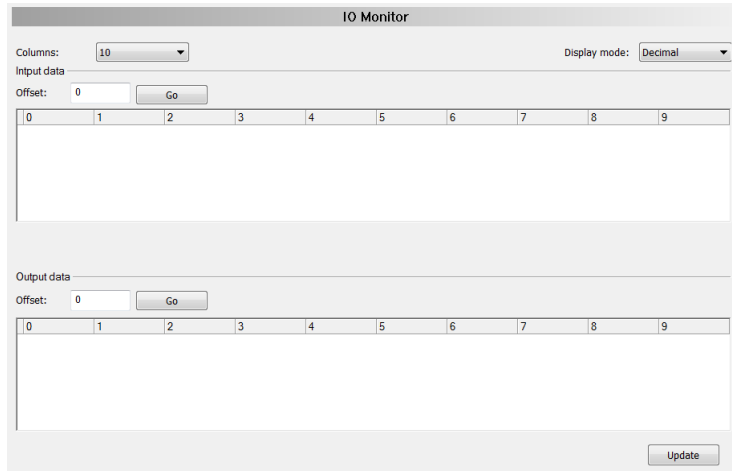 IO Monitor
Columns: 10 Display mode: Decimal
Intput data
Offset: 0 Go
0 1 2 3 4 5 6 7 8 9
Output data
Offset: 0 Go
0 1 2 3 4 5 6 7 8 9
Update